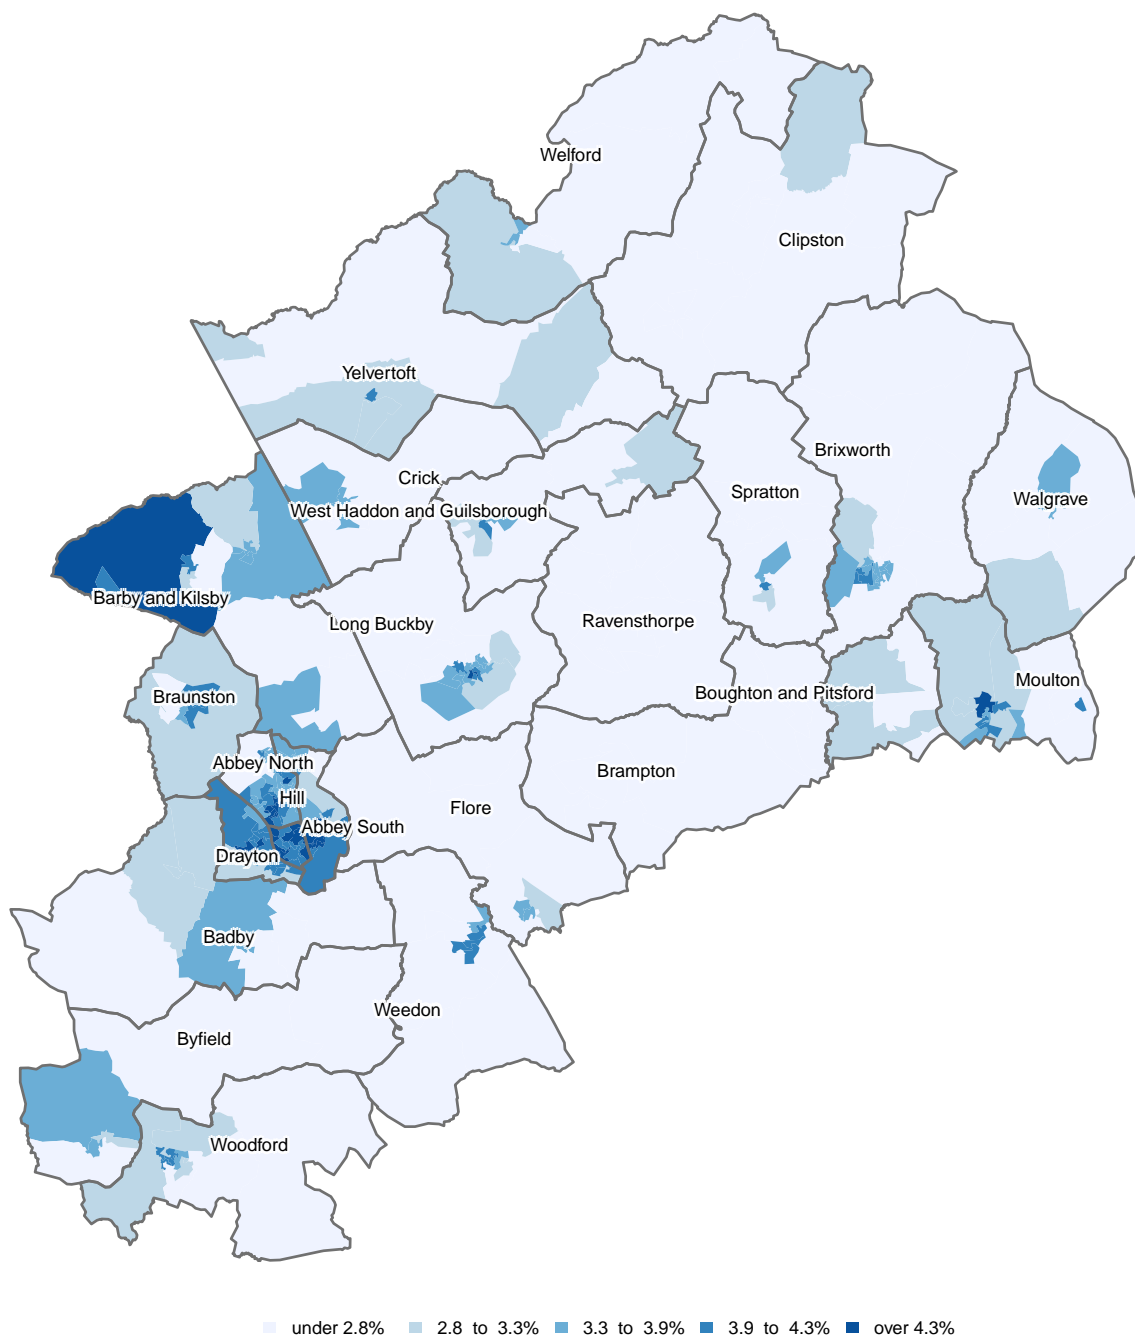 Welford
Clipston
Yelvertoft
Brixworth
Crick
Spratton
Walgrave
West Haddon and Guilsborough
Barby and Kilsby
Long Buckby
Ravensthorpe
Moulton
Boughton and Pitsford
Braunston
Abbey North
Brampton
Hill
Flore
Abbey South
Drayton
Badby
Weedon
Byfield
Woodford
under 2.8% 2.8 to 3.3% 3.3 to 3.9% 3.9 to 4.3% over 4.3%